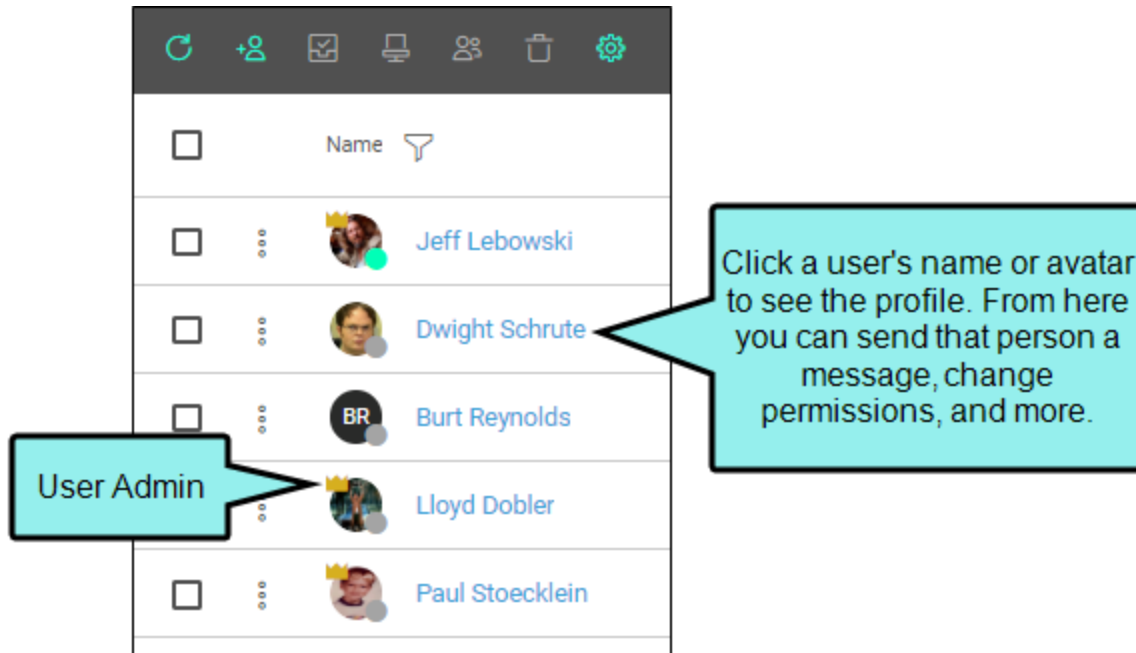 Name
Jeff Lebowski
Dwight Schrute
Click a user's name or avatar
to see the profile. From here
you can send that person a
message, change
permissions, and more.
BR
Burt Reynolds
User Admin
Lloyd Dobler
Paul Stoecklein